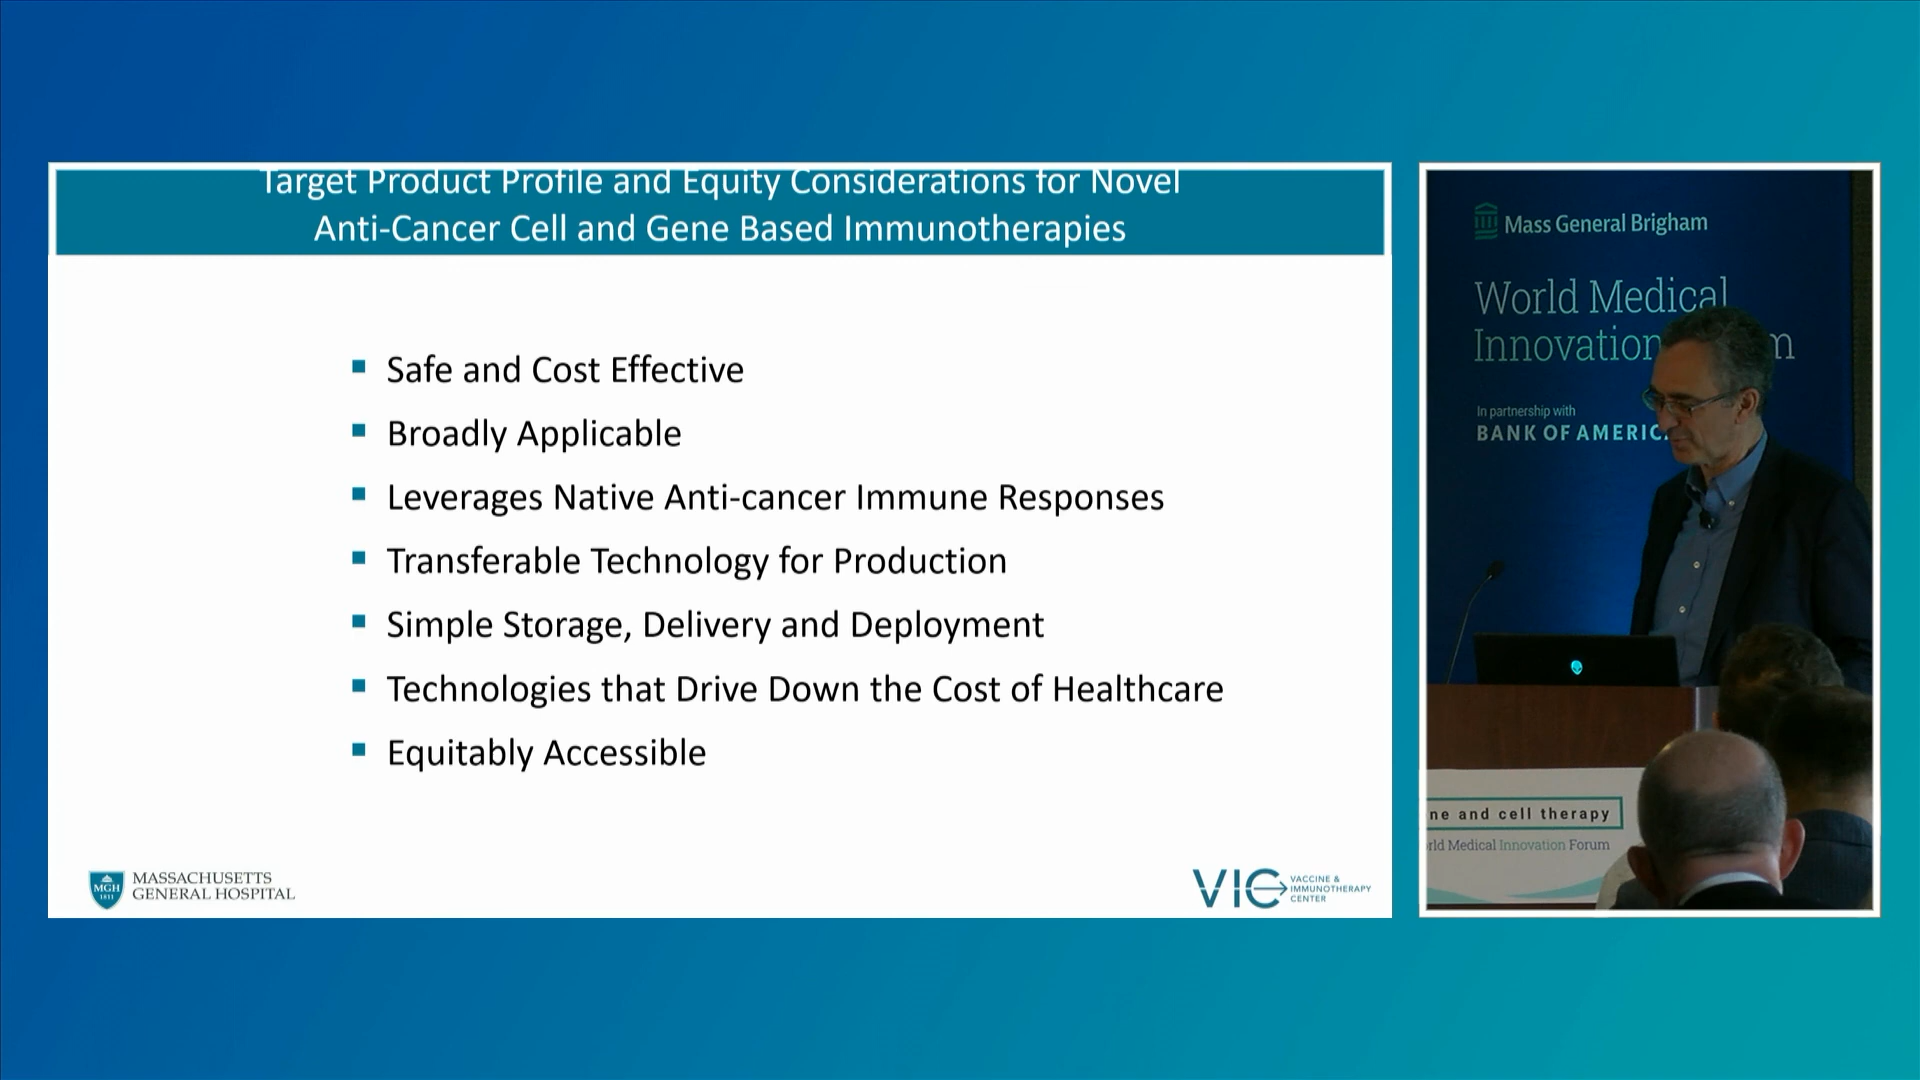 Target Product Profile and Equity Considerations for Novel
Anti-Cancer Cell and Gene Based Immunotherapies
Safe and Cost Effective
Broadly Applicable
Leverages Native Anti-cancer Immune Responses
Transferable Technology for Production
Simple Storage, Delivery and Deployment
Technologies that Drive Down the Cost of Healthcare
Equitably Accessible
MGH
1811
MASSACHUSETTS
GENERAL HOSPITAL
VIC
VACCINE &
IMMUNOTHERAPY
CENTER
Mass General Brigham
World Medical
Innovation m
In partnership with
BANK OF AMERIC
ne and cell therapy
rld Medical Innovation Forum